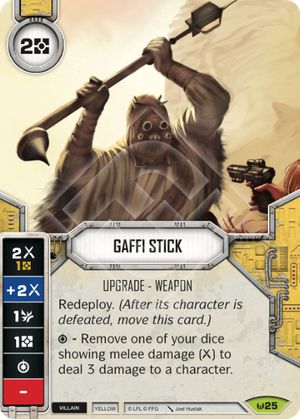 2
GAFFI STICK
UPGRADE - WEAPON
Redeploy. (After its character is
defeated, move this card.)
- Remove one of your dice
showing melee damage ( ) to
deal 3 damage to a character.
2
1
+2
1
1
-
VILLAIN
YELLOW
© LFL © FFG
Joel Hustak
25